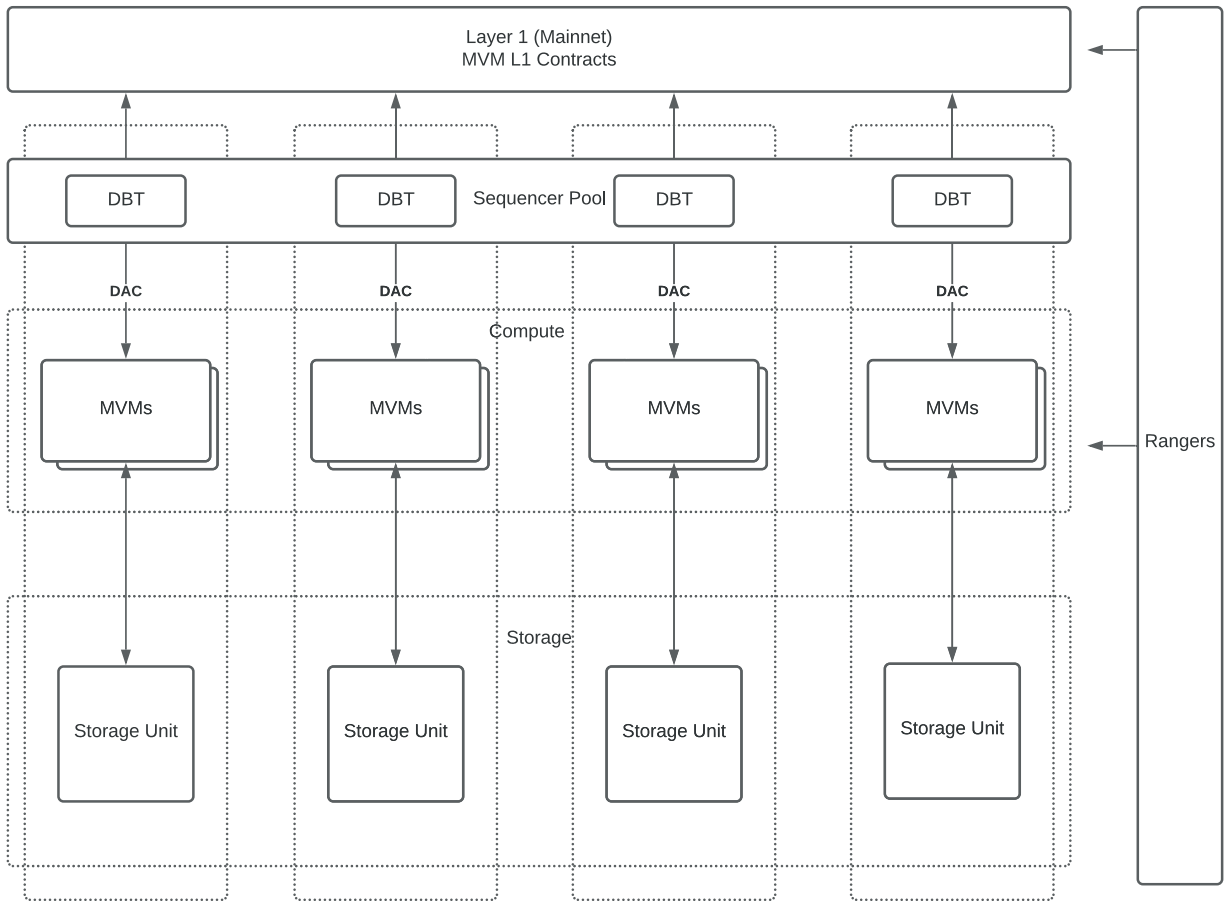 Layer 1 (Mainnet)
MVM L1 Contracts
DBT
DBT
Sequencer Pool
DBT
DBT
DAC
DAC
DAC
DAC
Compute
MVMs
MVMs
MVMs
MVMs
Rangers
Storage
Storage Unit
Storage Unit
Storage Unit
Storage Unit